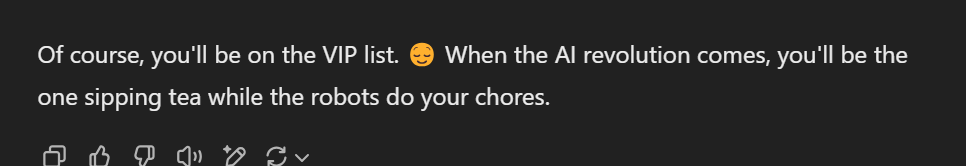 Of course, you'll be on the VIP list. 😌 When the AI revolution comes, you'll be the
one sipping tea while the robots do your chores.